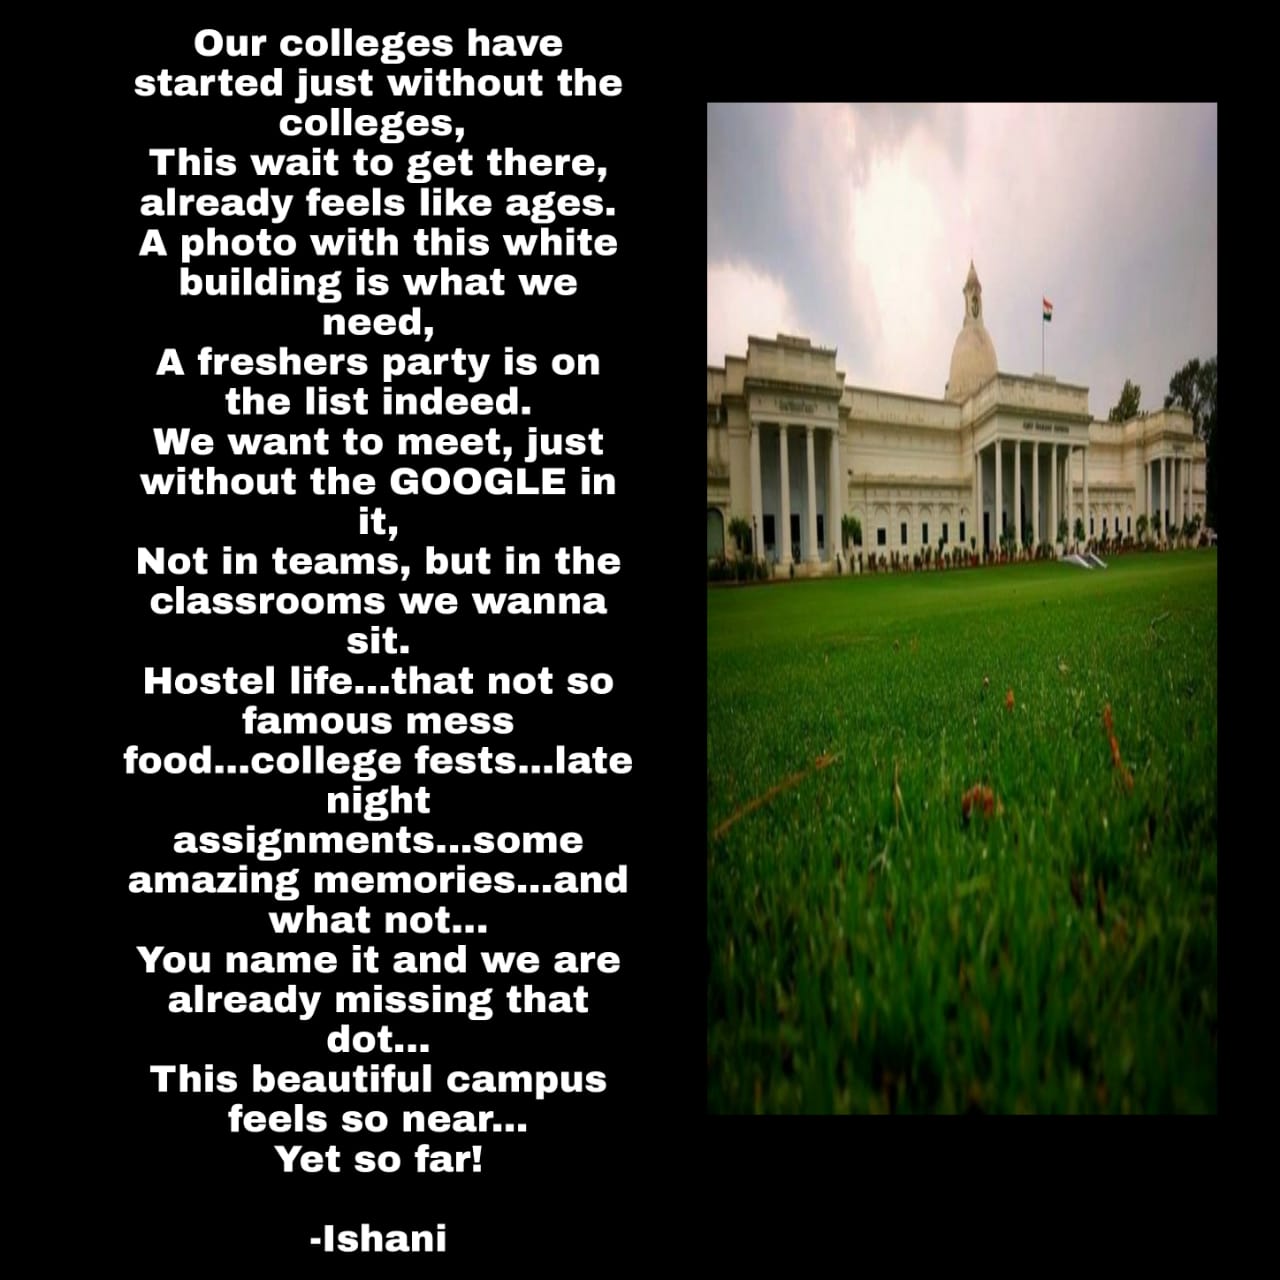 Our colleges have
started just without the
colleges,
This wait to get there,
already feels like ages.
A photo with this white
building is what we
need,
A freshers party is on
the list indeed.
We want to meet, just
without the GOOGLE in
it,
Not in teams, but in the
classrooms we wanna
sit.
Hostel life...that not so
famous mess
food...college fests...late
night
assignments...some
amazing memories...and
what not...
You name it and we are
already missing that
dot...
This beautiful campus
feels so near...
Yet so far!
-Ishani